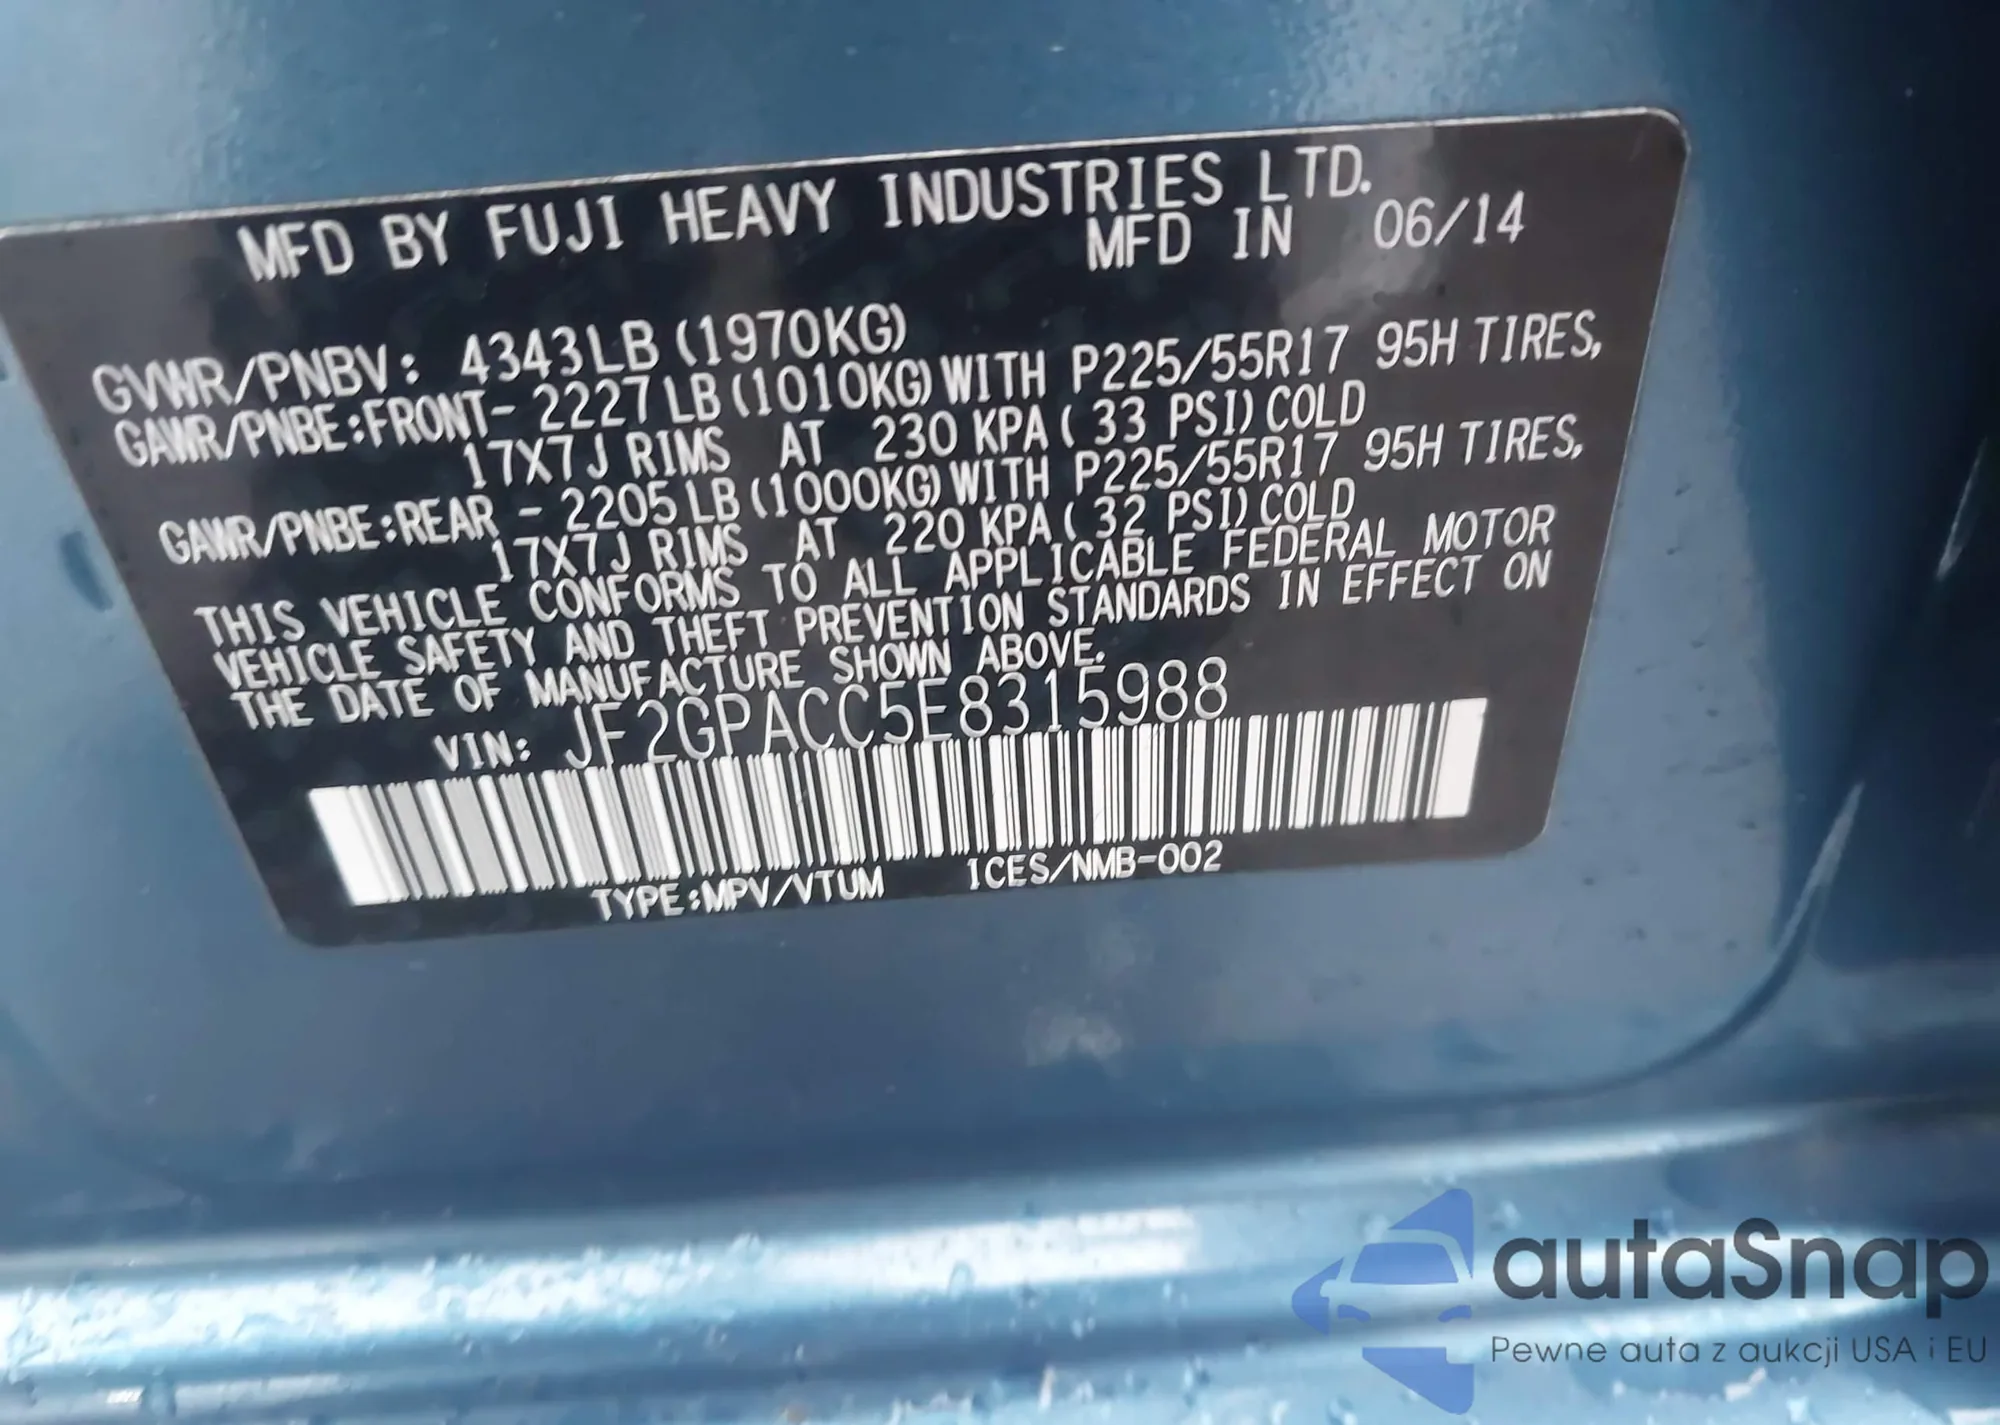 MFD BY FUJI HEAVY INDUSTRIES LTD.
MFD IN 06/14
GVWR/PNBV: 4343LB (1970KG)
GAWR/PNBE:FRONT- 2227LB (1010KG) WITH P225/55R17 95H TIRES,
17X7J RIMS AT 230 KPA ( 33 PSI) COLD
GAWR/PNBE:REAR - 2205LB (1000KG) WITH P225/55R17 95H TIRES,
17X7J RIMS AT 220 KPA ( 32 PSI) COLD
THIS VEHICLE CONFORMS TO ALL APPLICABLE FEDERAL MOTOR
VEHICLE SAFETY AND THEFT PREVENTION STANDARDS IN EFFECT ON
THE DATE OF MANUFACTURE SHOWN ABOVE.
VIN: JF2GPACC5E8315988
TYPE:MPV/VTUM ICES/NMB-002
autaSnap
Pewne auta z aukcji USA i EU